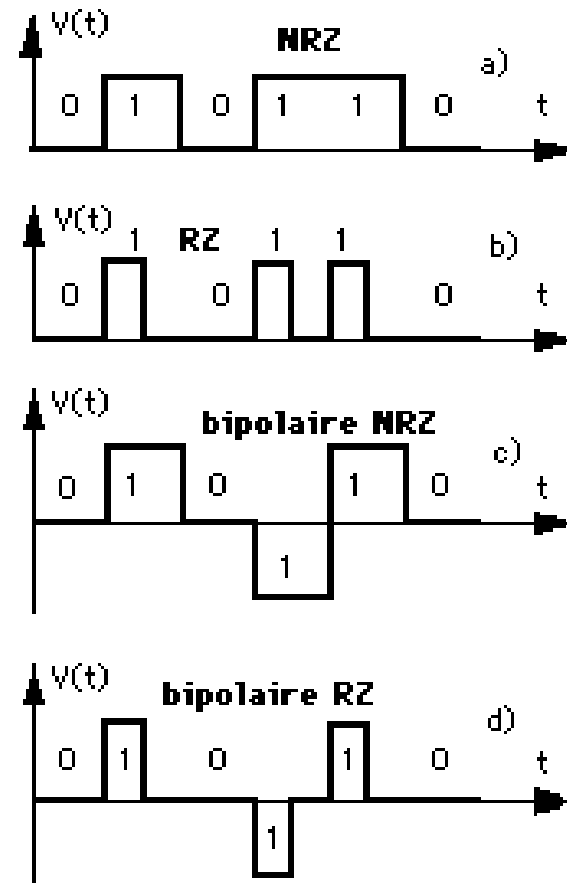 V(t)
NRZ
a)
0 1 0 1 1 0 t
V(t)
1 RZ 1 1
b)
0 0 0 t
V(t)
bipolaire NRZ
c)
0 1 0 1 0 t
1
V(t)
bipolaire RZ
d)
0 1 0 1 0 t
1